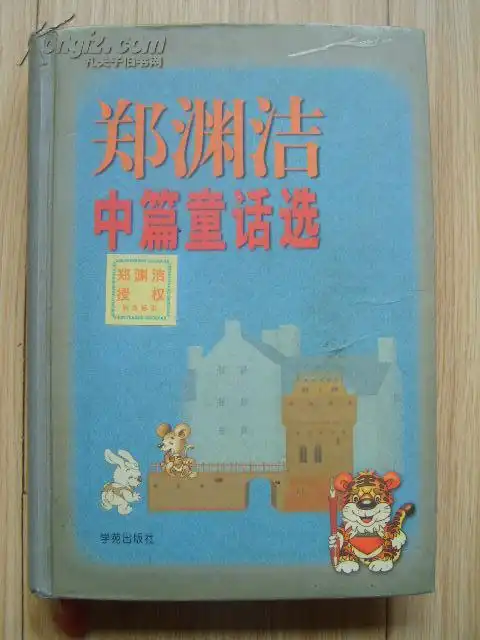 kongfz.com
孔夫子旧书网
郑渊洁
中篇童话选
郑渊洁
授权
学苑出版社